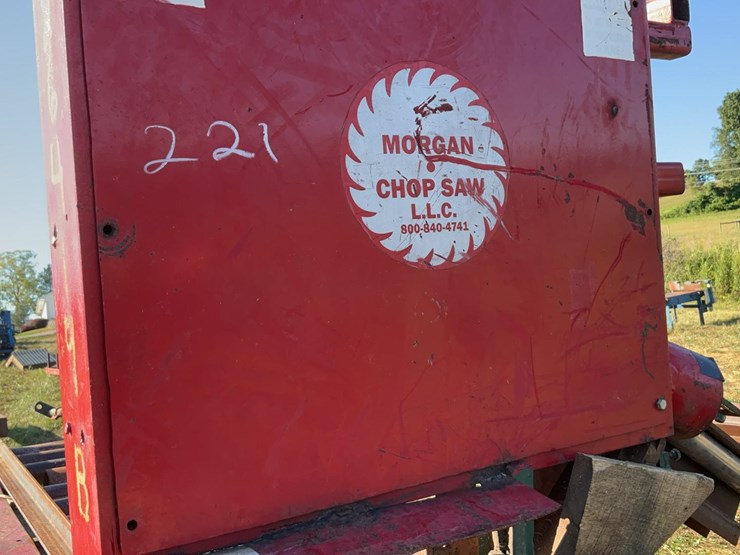 221
MORGAN
CHOP SAW
L.L.C.
800-840-4741
B